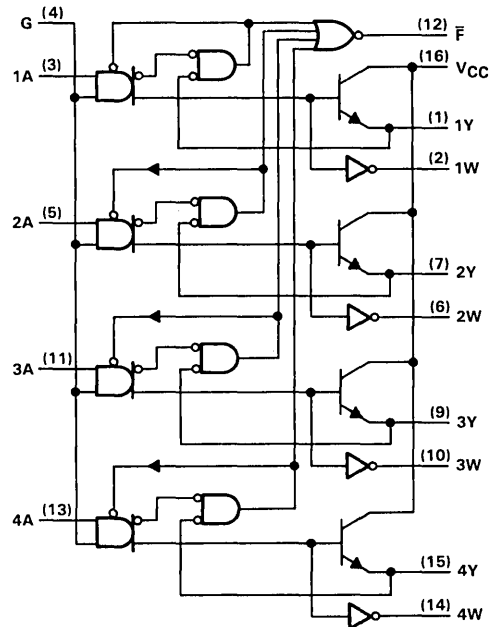 G (4)
(12) F̅
(3)
1A
(16) VCC
(1) 1Y
(2) 1W
(5)
2A
(7) 2Y
(6) 2W
(11)
3A
(9) 3Y
(10) 3W
(13)
4A
(15) 4Y
(14) 4W